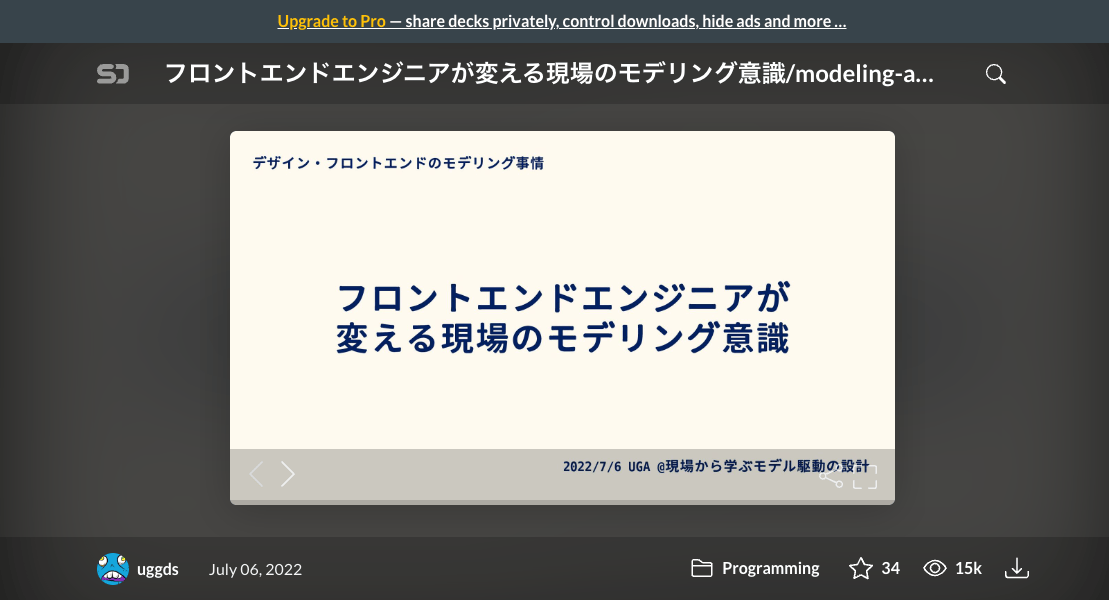 Upgrade to Pro — share decks privately, control downloads, hide ads and more …
フロントエンドエンジニアが変える現場のモデリング意識/modeling-a…
デザイン・フロントエンドのモデリング事情
フロントエンドエンジニアが
変える現場のモデリング意識
2022/7/6 UGA @現場から学ぶモデル駆動の設計
uggds
July 06, 2022
Programming
34
15k